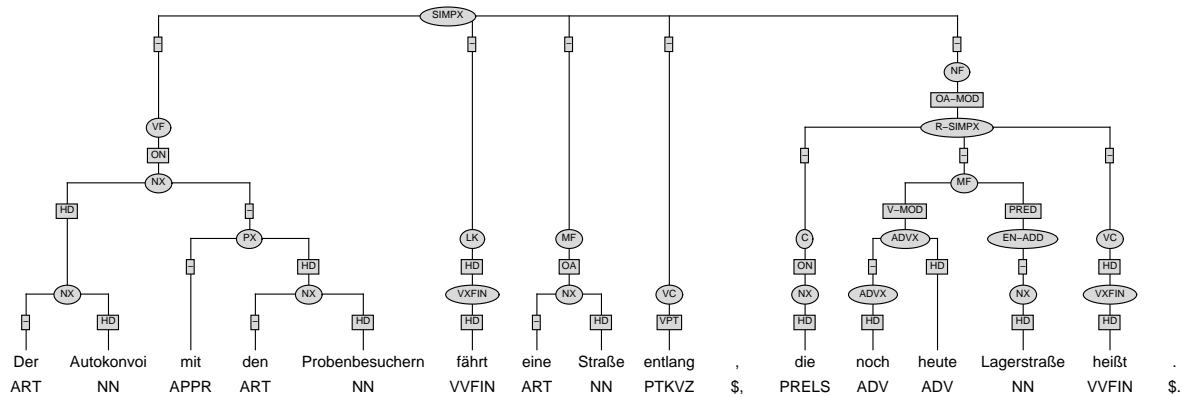 SIMPX
– – – – –
NF
OA–MOD
VF R–SIMPX
ON – – –
NX MF
HD – V–MOD PRED
PX LK MF C ADVX EN–ADD VC
– HD HD OA ON – HD – HD
NX NX VXFIN NX VC NX ADVX NX VXFIN
– HD – HD HD – HD VPT HD HD HD HD
Der Autokonvoi mit den Probenbesuchern fährt eine Straße entlang , die noch heute Lagerstraße heißt .
ART NN APPR ART NN VVFIN ART NN PTKVZ $, PRELS ADV ADV NN VVFIN $.